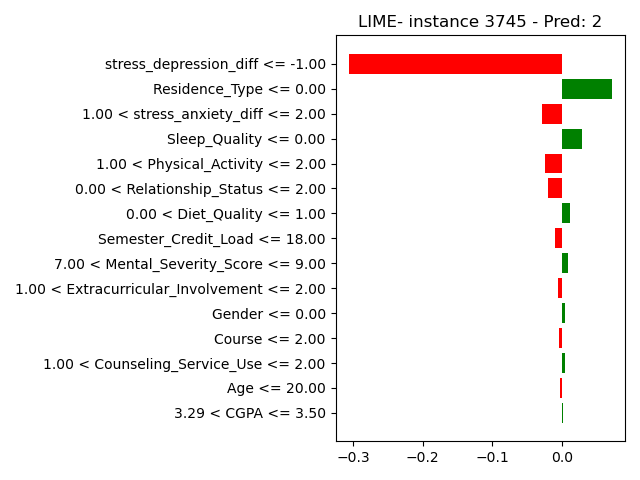 LIME- instance 3745 - Pred: 2
stress_depression_diff <= -1.00
Residence_Type <= 0.00
1.00 < stress_anxiety_diff <= 2.00
Sleep_Quality <= 0.00
1.00 < Physical_Activity <= 2.00
0.00 < Relationship_Status <= 2.00
0.00 < Diet_Quality <= 1.00
Semester_Credit_Load <= 18.00
7.00 < Mental_Severity_Score <= 9.00
1.00 < Extracurricular_Involvement <= 2.00
Gender <= 0.00
Course <= 2.00
1.00 < Counseling_Service_Use <= 2.00
Age <= 20.00
3.29 < CGPA <= 3.50
−0.3 −0.2 −0.1 0.0